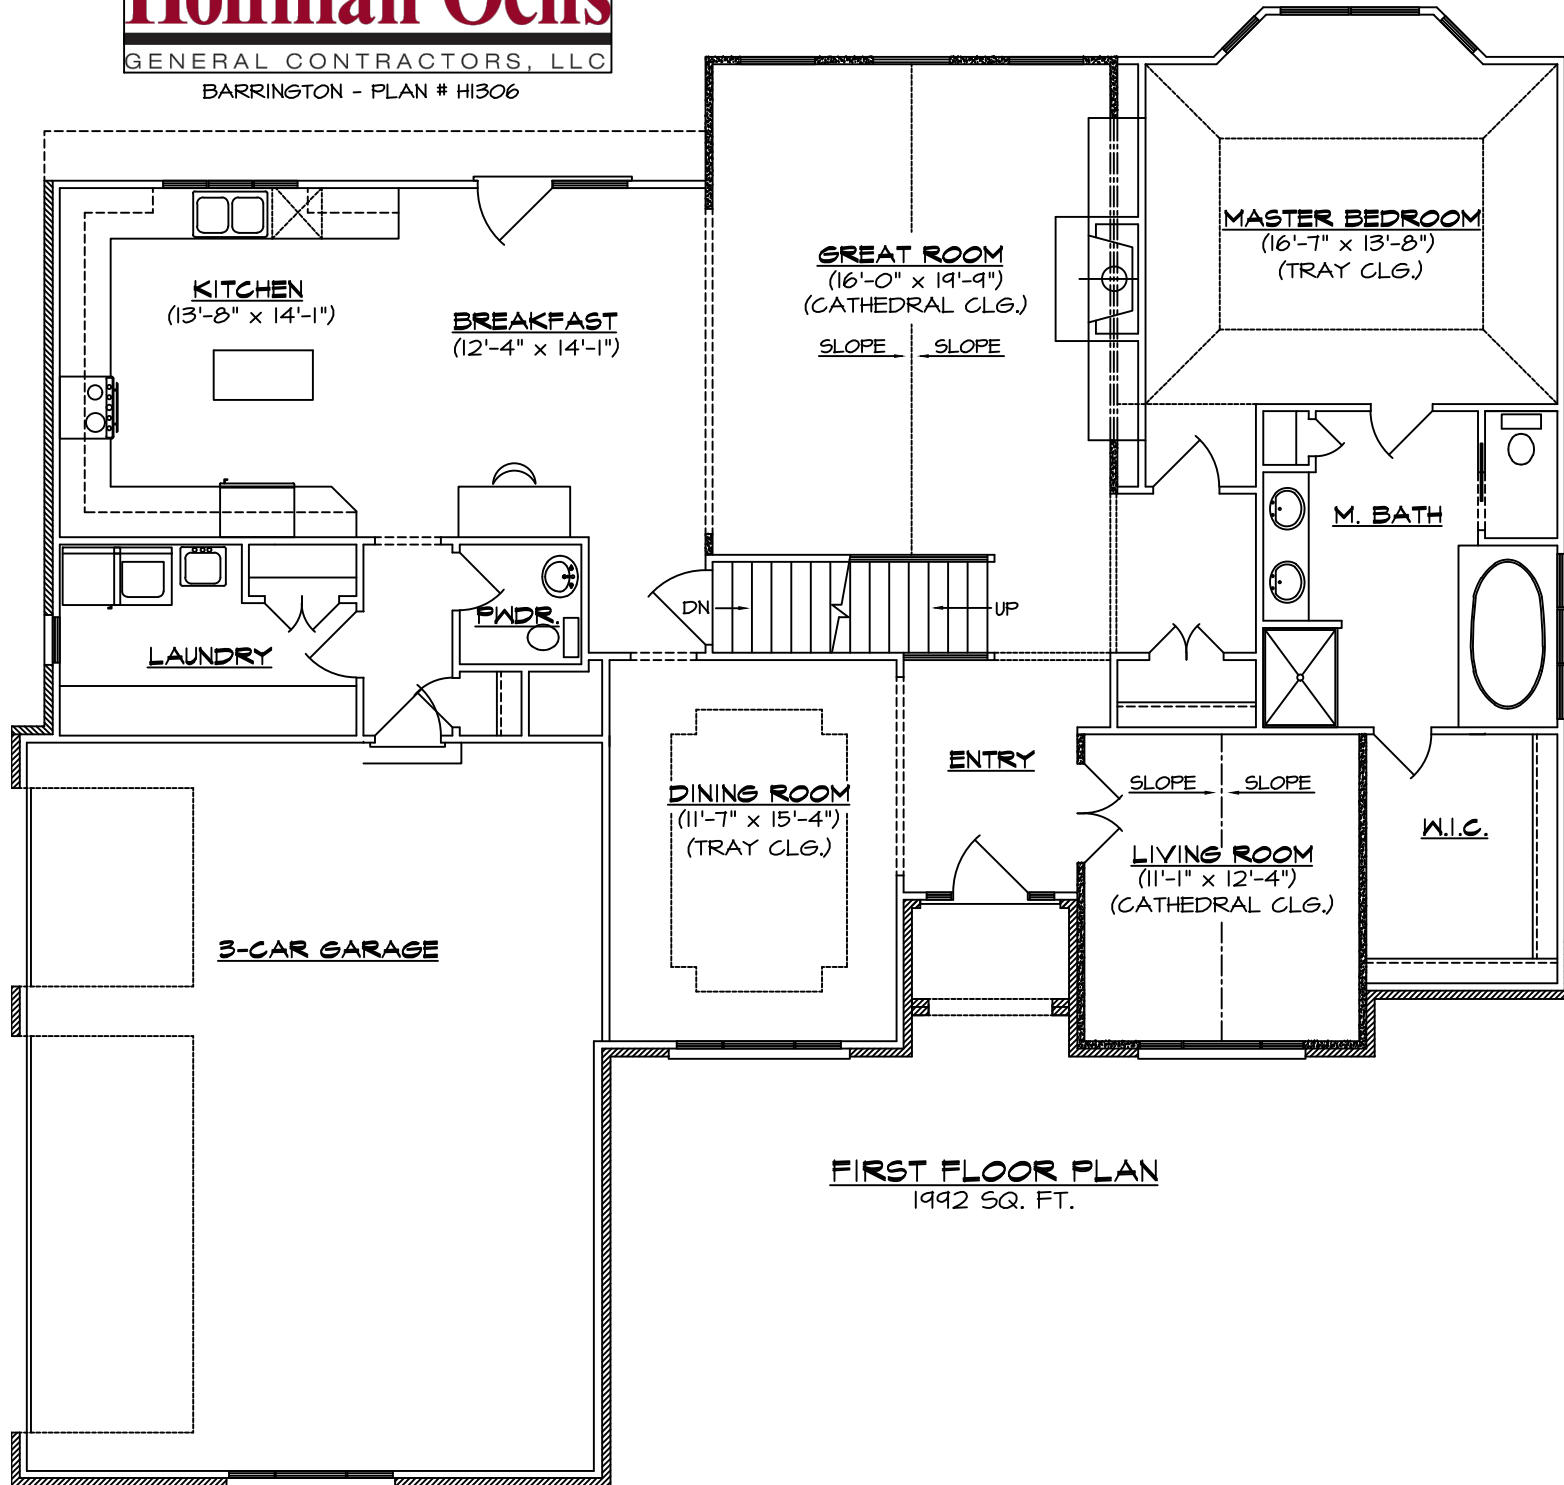 Hoffman Ochs
GENERAL CONTRACTORS, LLC
BARRINGTON - PLAN # H1306
MASTER BEDROOM
(16'-7" x 13'-8")
(TRAY CLG.)
GREAT ROOM
(16'-0" x 19'-9")
(CATHEDRAL CLG.)
SLOPE SLOPE
KITCHEN
(13'-8" x 14'-1")
BREAKFAST
(12'-4" x 14'-1")
M. BATH
DN
UP
PWDR.
LAUNDRY
ENTRY
DINING ROOM
(11'-7" x 15'-4")
(TRAY CLG.)
SLOPE SLOPE
LIVING ROOM
(11'-1" x 12'-4")
(CATHEDRAL CLG.)
W.I.C.
3-CAR GARAGE
FIRST FLOOR PLAN
1992 SQ. FT.